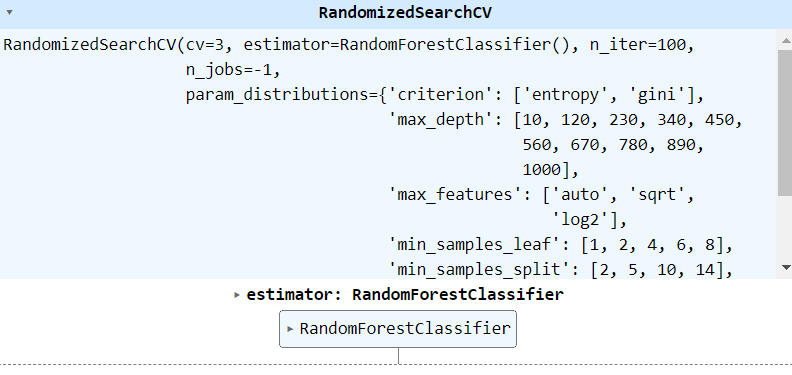 RandomizedSearchCV
RandomizedSearchCV(cv=3, estimator=RandomForestClassifier(), n_iter=100,
n_jobs=-1,
param_distributions={'criterion': ['entropy', 'gini'],
'max_depth': [10, 120, 230, 340, 450,
560, 670, 780, 890,
1000],
'max_features': ['auto', 'sqrt',
'log2'],
'min_samples_leaf': [1, 2, 4, 6, 8],
'min_samples_split': [2, 5, 10, 14],
estimator: RandomForestClassifier
RandomForestClassifier